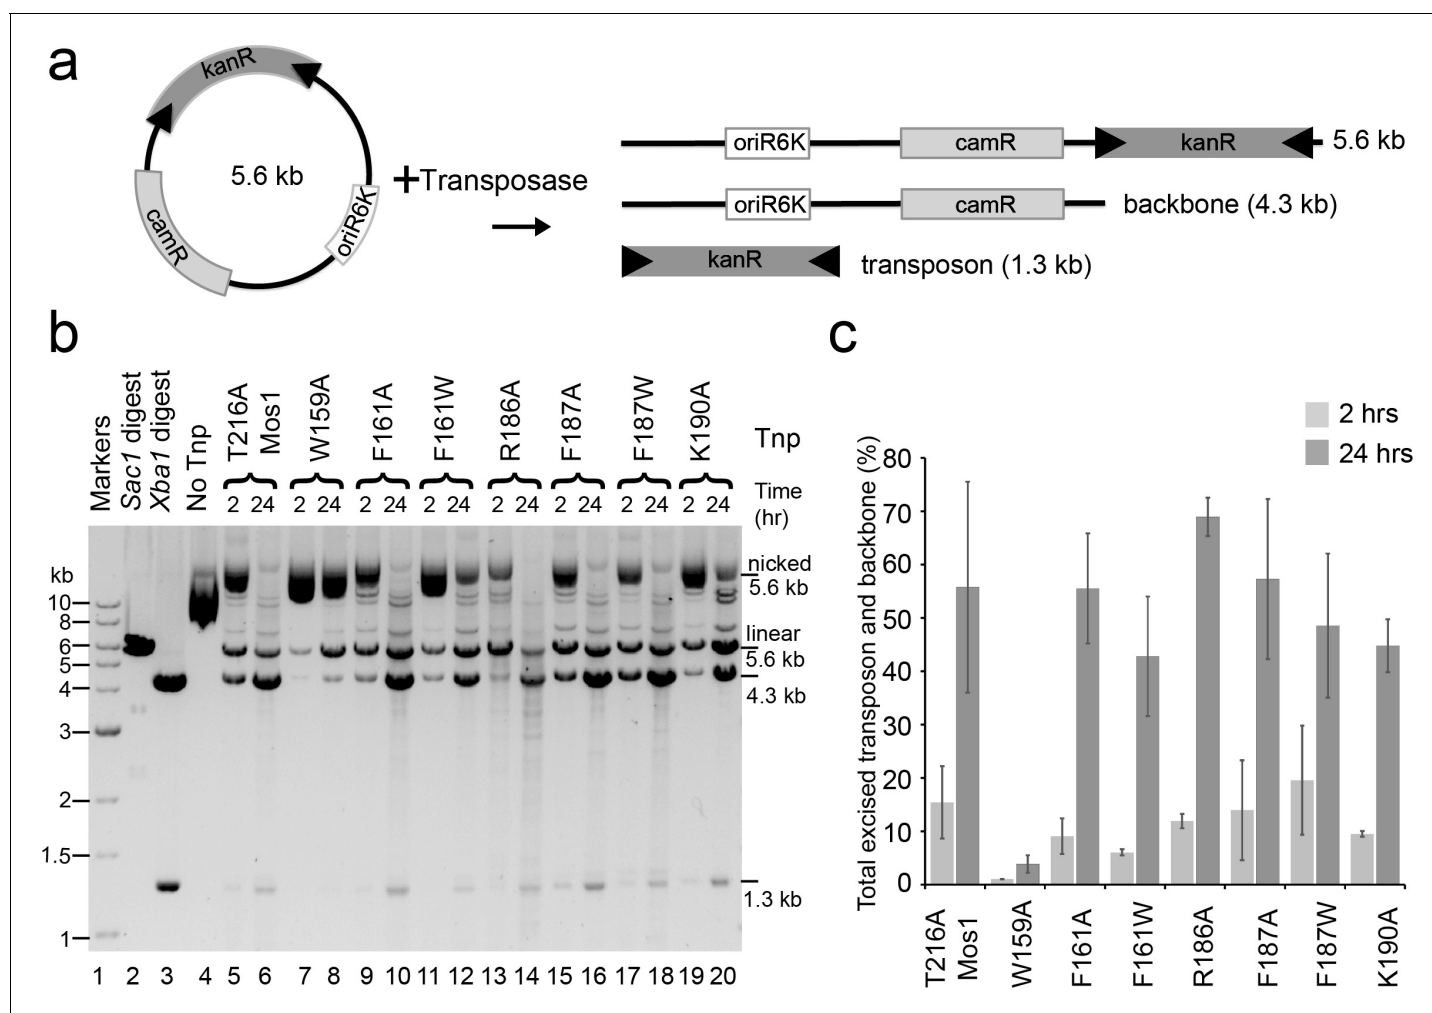 a
kanR
5.6 kb
camR
oriR6K
+Transposase
oriR6K camR kanR 5.6 kb
oriR6K camR backbone (4.3 kb)
kanR transposon (1.3 kb)
b
Markers
Sac1 digest
Xba1 digest
No Tnp
T216A
Mos1
W159A
F161A
F161W
R186A
F187A
F187W
K190A
Tnp
2 24 2 24 2 24 2 24 2 24 2 24 2 24 2 24
Time
(hr)
kb
10
8
6
5
4
3
2
1.5
1
nicked
5.6 kb
linear
5.6 kb
4.3 kb
1.3 kb
1 2 3 4 5 6 7 8 9 10 11 12 13 14 15 16 17 18 19 20
c
2 hrs
24 hrs
Total excised transposon and backbone (%)
80
70
60
50
40
30
20
10
0
T216A
Mos1
W159A
F161A
F161W
R186A
F187A
F187W
K190A